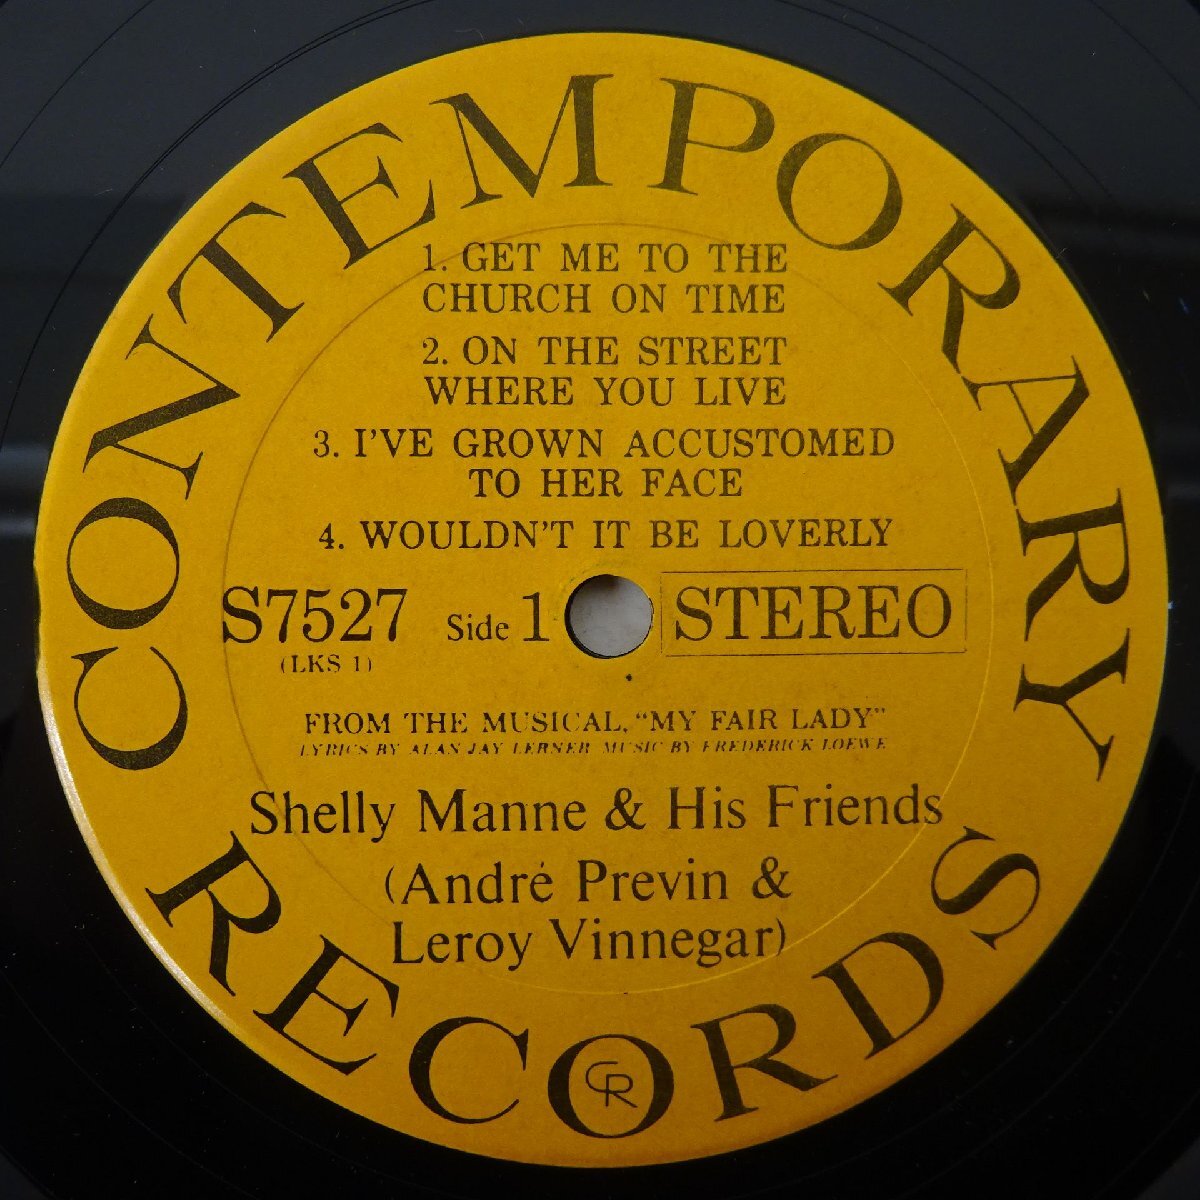 CONTEMPORARY
1. GET ME TO THE
CHURCH ON TIME
2. ON THE STREET
WHERE YOU LIVE
3. I'VE GROWN ACCUSTOMED
TO HER FACE
4. WOULDN'T IT BE LOVERLY
S7527 Side 1 STEREO
(LKS 1)
FROM THE MUSICAL, "MY FAIR LADY"
LYRICS BY ALAN JAY LERNER MUSIC BY FREDERICK LOEWE
Shelly Manne & His Friends
(André Previn &
Leroy Vinnegar)
RECORDS
CR